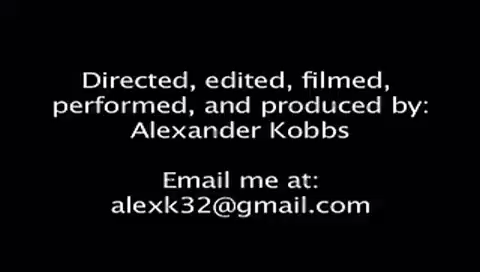 Directed, edited, filmed,
performed, and produced by:
Alexander Kobbs
Email me at:
alexk32@gmail.com